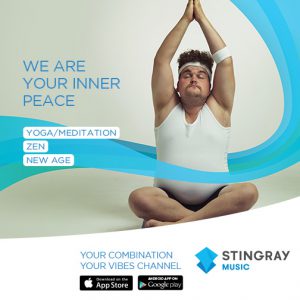 WE ARE
YOUR INNER
PEACE
YOGA/MEDITATION
ZEN
NEW AGE
YOUR COMBINATION
YOUR VIBES CHANNEL
STINGRAY
MUSIC
Download on the
App Store
ANDROID APP ON
Google play